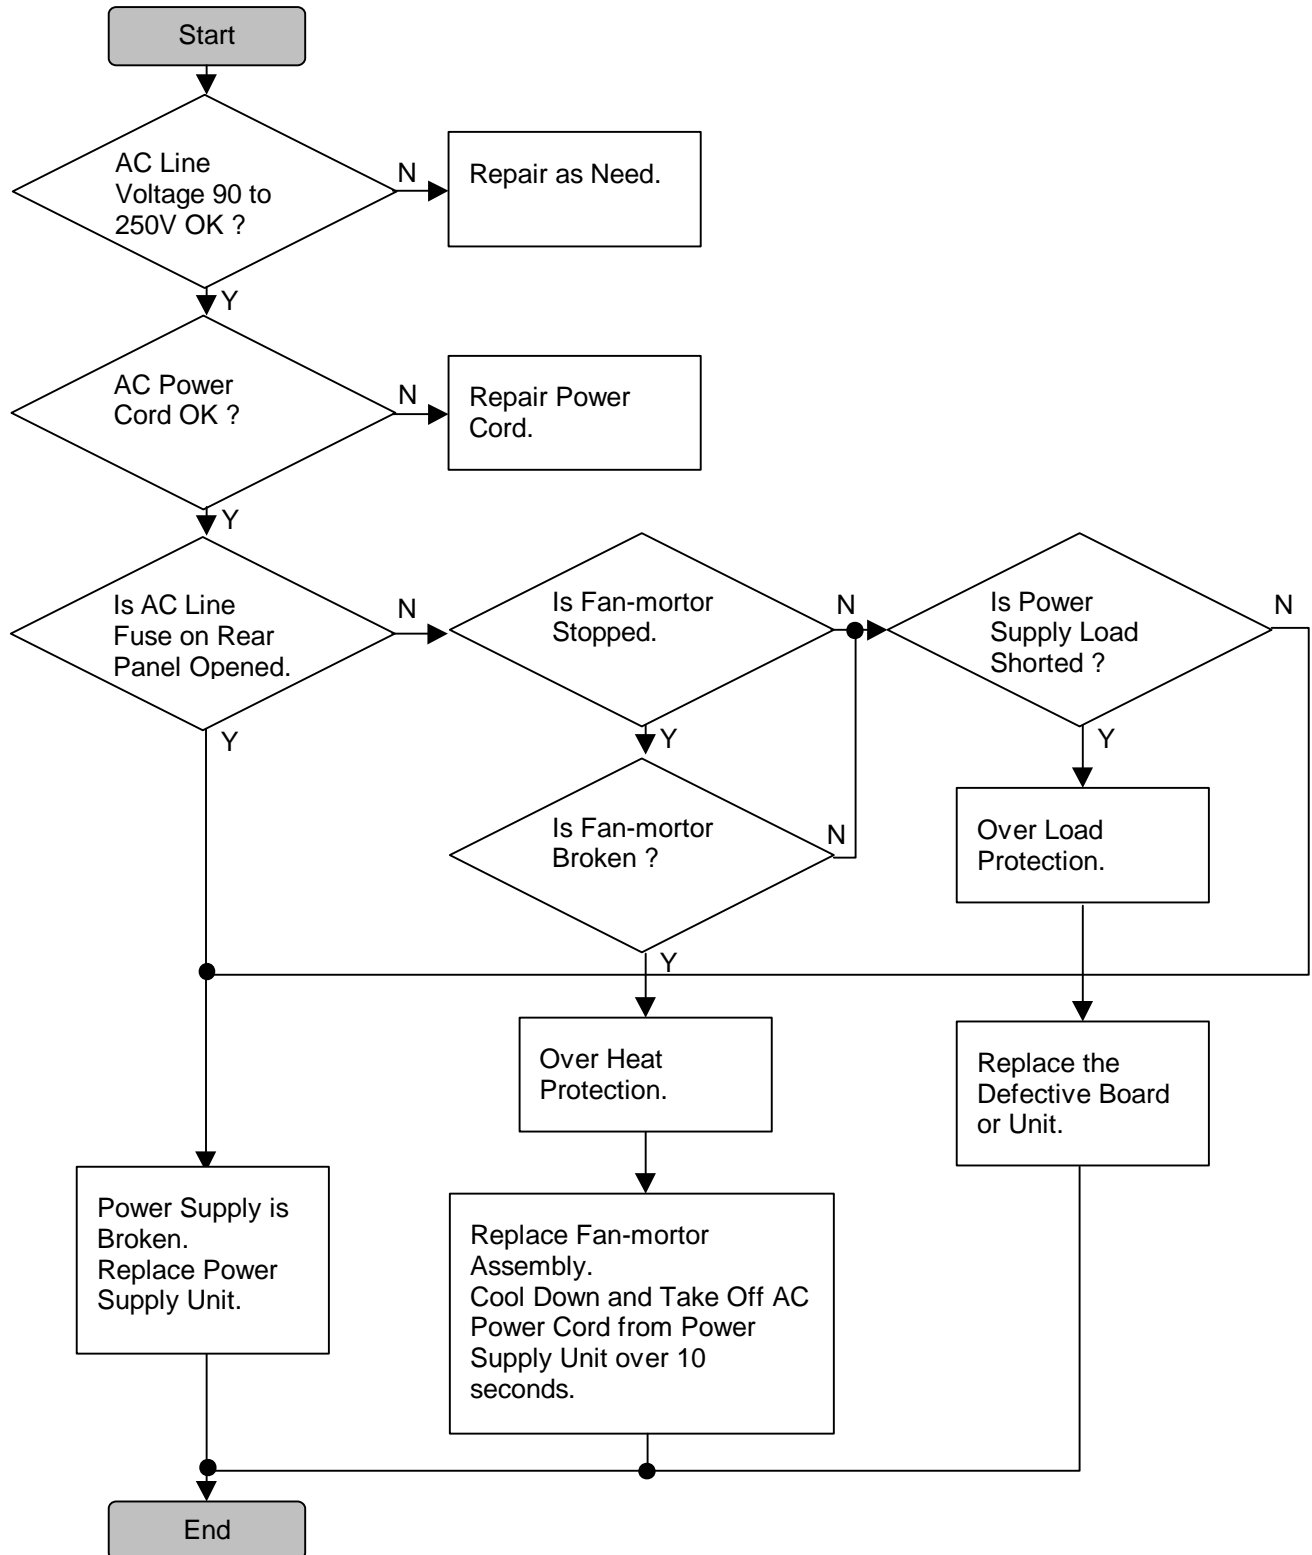 Start
AC Line
Voltage 90 to
250V OK ?
N
Repair as Need.
Y
AC Power
Cord OK ?
N
Repair Power
Cord.
Y
Is AC Line
Fuse on Rear
Panel Opened.
N
Is Fan-mortor
Stopped.
N
Is Power
Supply Load
Shorted ?
N
Y
Y
Y
Is Fan-mortor
Broken ?
N
Over Load
Protection.
Y
Over Heat
Protection.
Replace the
Defective Board
or Unit.
Power Supply is
Broken.
Replace Power
Supply Unit.
Replace Fan-mortor
Assembly.
Cool Down and Take Off AC
Power Cord from Power
Supply Unit over 10
seconds.
End